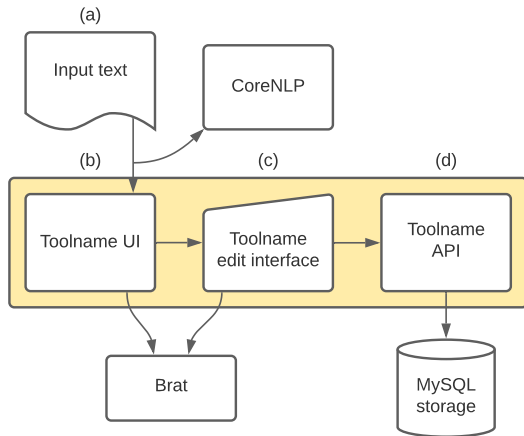 (a)
Input text
CoreNLP
(b)
(c)
(d)
Toolname UI
Toolname
edit interface
Toolname
API
Brat
MySQL
storage